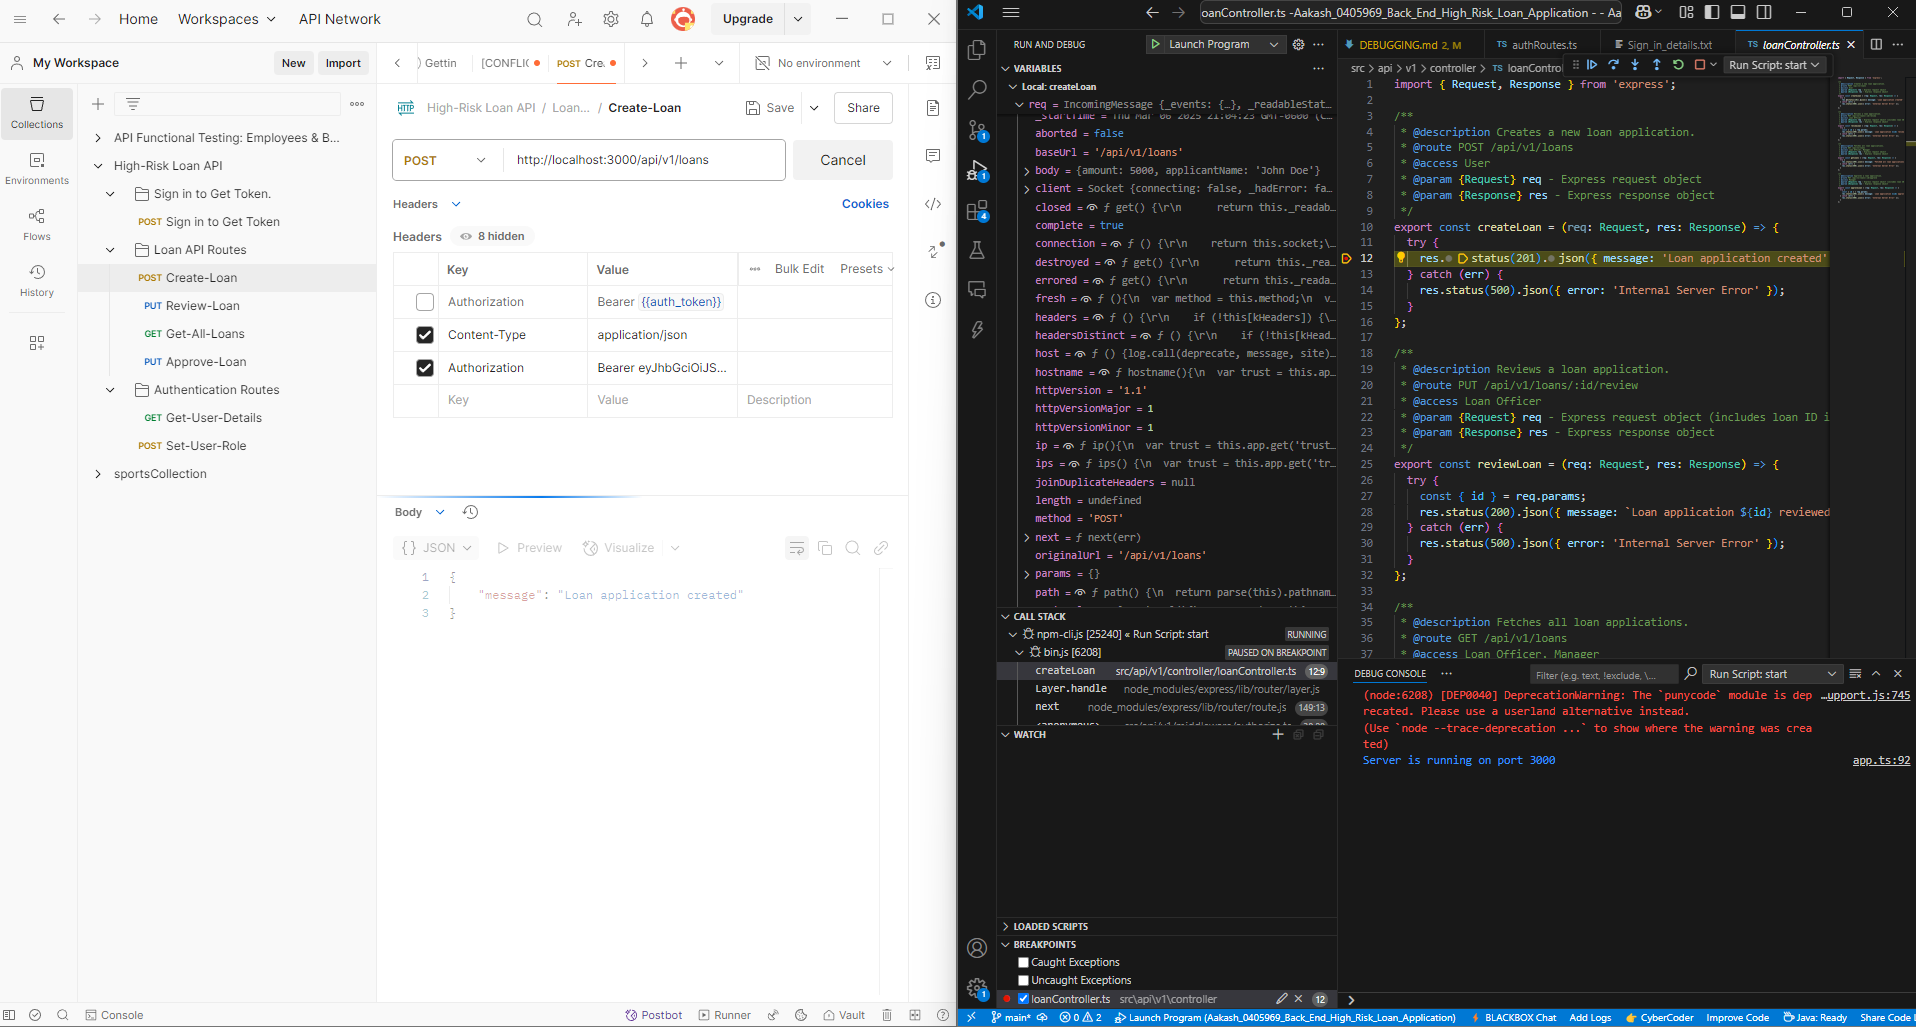 Home
Workspaces
API Network
Upgrade
My Workspace
New
Import
Collections
Environments
Flows
History
API Functional Testing: Employees & B...
High-Risk Loan API
Sign in to Get Token.
POST Sign in to Get Token
Loan API Routes
POST Create-Loan
PUT Review-Loan
GET Get-All-Loans
PUT Approve-Loan
Authentication Routes
GET Get-User-Details
POST Set-User-Role
sportsCollection
Gettin
[CONFLIC
POST Cre
No environment
HTTP High-Risk Loan API / Loan... / Create-Loan
Save
Share
POST
http://localhost:3000/api/v1/loans
Cancel
Headers
Cookies
Headers 8 hidden
Key Value Bulk Edit Presets
Authorization Bearer {{auth_token}}
Content-Type application/json
Authorization Bearer eyJhbGciOiJS...
Key Value Description
Body
{} JSON Preview Visualize
1 {
2 "message": "Loan application created"
3 }
Console
Postbot Runner Vault
oanController.ts -Aakash_0405969_Back_End_High_Risk_Loan_Application - - Aa
RUN AND DEBUG
Launch Program
VARIABLES
Local: createLoan
req = IncomingMessage {_events: {…}, _readableStat…
_startTime = Thu Mar 06 2025 21:04:23 GMT-0600 (C…
aborted = false
baseUrl = '/api/v1/loans'
body = {amount: 5000, applicantName: 'John Doe'}
client = Socket {connecting: false, _hadError: fa…
closed = ƒ get() {\r\n return this._readab…
complete = true
connection = ƒ () {\r\n return this.socket;\…
destroyed = ƒ get() {\r\n return this._rea…
errored = ƒ get() {\r\n return this._reada…
fresh = ƒ (){\n var method = this.method;\n v…
headers = ƒ () {\r\n if (!this[kHeaders]) {\…
headersDistinct = ƒ () {\r\n if (!this[kHead…
host = ƒ () {log.call(deprecate, message, site)…
hostname = ƒ hostname(){\n var trust = this.ap…
httpVersion = '1.1'
httpVersionMajor = 1
httpVersionMinor = 1
ip = ƒ ip(){\n var trust = this.app.get('trust…
ips = ƒ ips() {\n var trust = this.app.get('tr…
joinDuplicateHeaders = null
length = undefined
method = 'POST'
next = ƒ next(err)
originalUrl = '/api/v1/loans'
params = {}
path = ƒ path() {\n return parse(this).pathnam…
CALL STACK
npm-cli.js [25240] « Run Script: start RUNNING
bin.js [6208] PAUSED ON BREAKPOINT
createLoan src/api/v1/controller/loanController.ts 12:9
Layer.handle node_modules/express/lib/router/layer.js
next node_modules/express/lib/router/route.js 149:13
<anonymous> src/api/v1/middleware/authorize.ts
WATCH
LOADED SCRIPTS
BREAKPOINTS
Caught Exceptions
Uncaught Exceptions
loanController.ts src\api\v1\controller 12
DEBUGGING.md 2, M
TS authRoutes.ts
Sign_in_details.txt
TS loanController.ts
src > api > v1 > controller > TS loanContro
Run Script: start
1 import { Request, Response } from 'express';
2
3 /**
4 * @description Creates a new loan application.
5 * @route POST /api/v1/loans
6 * @access User
7 * @param {Request} req - Express request object
8 * @param {Response} res - Express response object
9 */
10 export const createLoan = (req: Request, res: Response) => {
11 try {
12 res.status(201).json({ message: 'Loan application created'
13 } catch (err) {
14 res.status(500).json({ error: 'Internal Server Error' });
15 }
16 };
17
18 /**
19 * @description Reviews a loan application.
20 * @route PUT /api/v1/loans/:id/review
21 * @access Loan Officer
22 * @param {Request} req - Express request object (includes loan ID i
23 * @param {Response} res - Express response object
24 */
25 export const reviewLoan = (req: Request, res: Response) => {
26 try {
27 const { id } = req.params;
28 res.status(200).json({ message: `Loan application ${id} reviewed
29 } catch (err) {
30 res.status(500).json({ error: 'Internal Server Error' });
31 }
32 };
33
34 /**
35 * @description Fetches all loan applications.
36 * @route GET /api/v1/loans
37 * @access Loan Officer, Manager
DEBUG CONSOLE
Filter (e.g. text, !exclude, \...
Run Script: start
(node:6208) [DEP0040] DeprecationWarning: The `punycode` module is dep …upport.js:745
recated. Please use a userland alternative instead.
(Use `node --trace-deprecation ...` to show where the warning was crea
ted)
Server is running on port 3000 app.ts:92
main* 0 2 Launch Program (Aakash_0405969_Back_End_High_Risk_Loan_Application) BLACKBOX Chat Add Logs CyberCoder Improve Code Java: Ready Share Code L